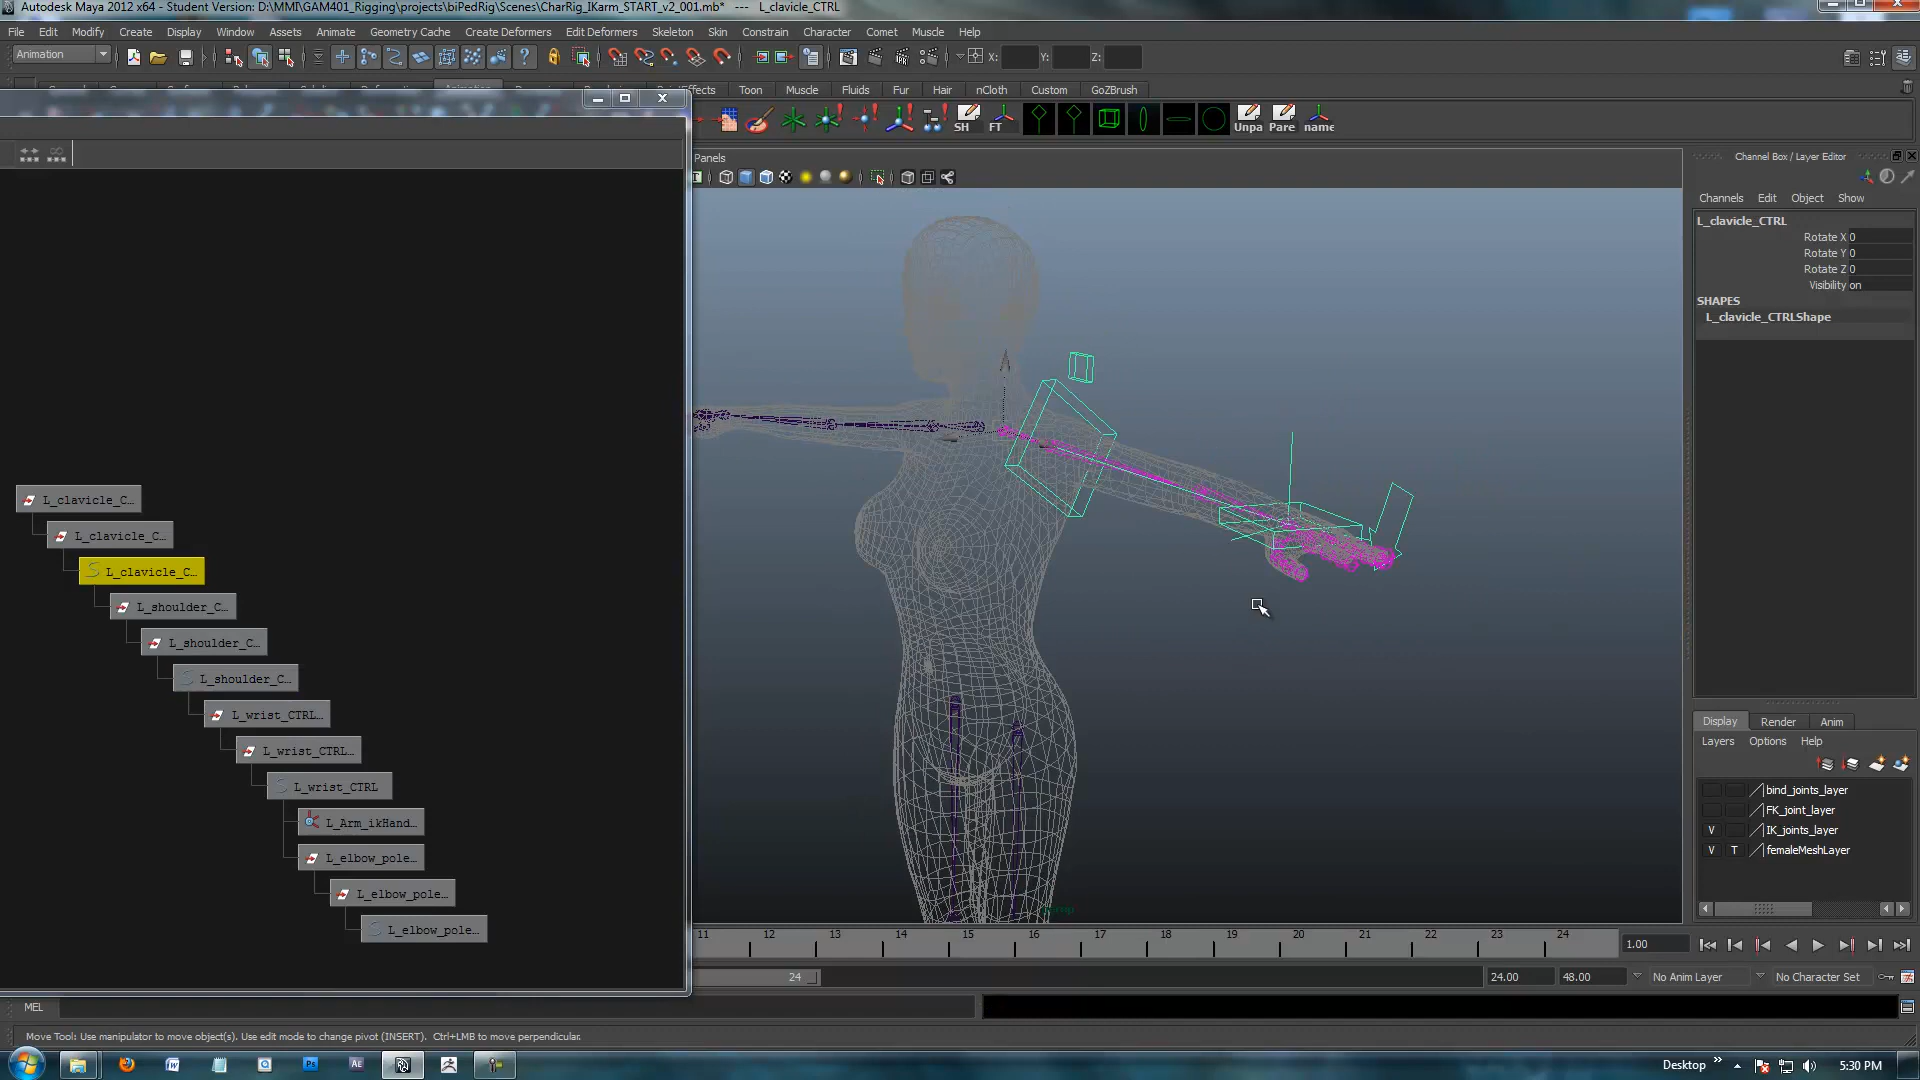 Autodesk Maya 2012 x64 - Student Version: D:\MMI\GAM401_Rigging\projects\biPedRig\Scenes\CharRig_IKarm_START_v2_001.mb* --- L_clavicle_CTRL
File Edit Modify Create Display Window Assets Animate Geometry Cache Create Deformers Edit Deformers Skeleton Skin Constrain Character Comet Muscle Help
Animation X: Y: Z:
Toon Muscle Fluids Fur Hair nCloth Custom GoZBrush
SH FT Unpa Pare name
Panels
Channel Box / Layer Editor
Channels Edit Object Show
L_clavicle_CTRL
Rotate X 0
Rotate Y 0
Rotate Z 0
Visibility on
SHAPES
L_clavicle_CTRLShape
L_clavicle_C...
L_clavicle_C...
L_clavicle_C...
L_shoulder_C...
L_shoulder_C...
L_shoulder_C...
L_wrist_CTRL...
L_wrist_CTRL...
L_wrist_CTRL
L_Arm_ikHand...
L_elbow_pole...
L_elbow_pole...
L_elbow_pole...
persp
Display Render Anim
Layers Options Help
bind_joints_layer
FK_joint_layer
V IK_joints_layer
V T femaleMeshLayer
11 12 13 14 15 16 17 18 19 20 21 22 23 24 1.00
24 24.00 48.00 No Anim Layer No Character Set
MEL
Move Tool: Use manipulator to move object(s). Use edit mode to change pivot (INSERT). Ctrl+LMB to move perpendicular.
Desktop 5:30 PM